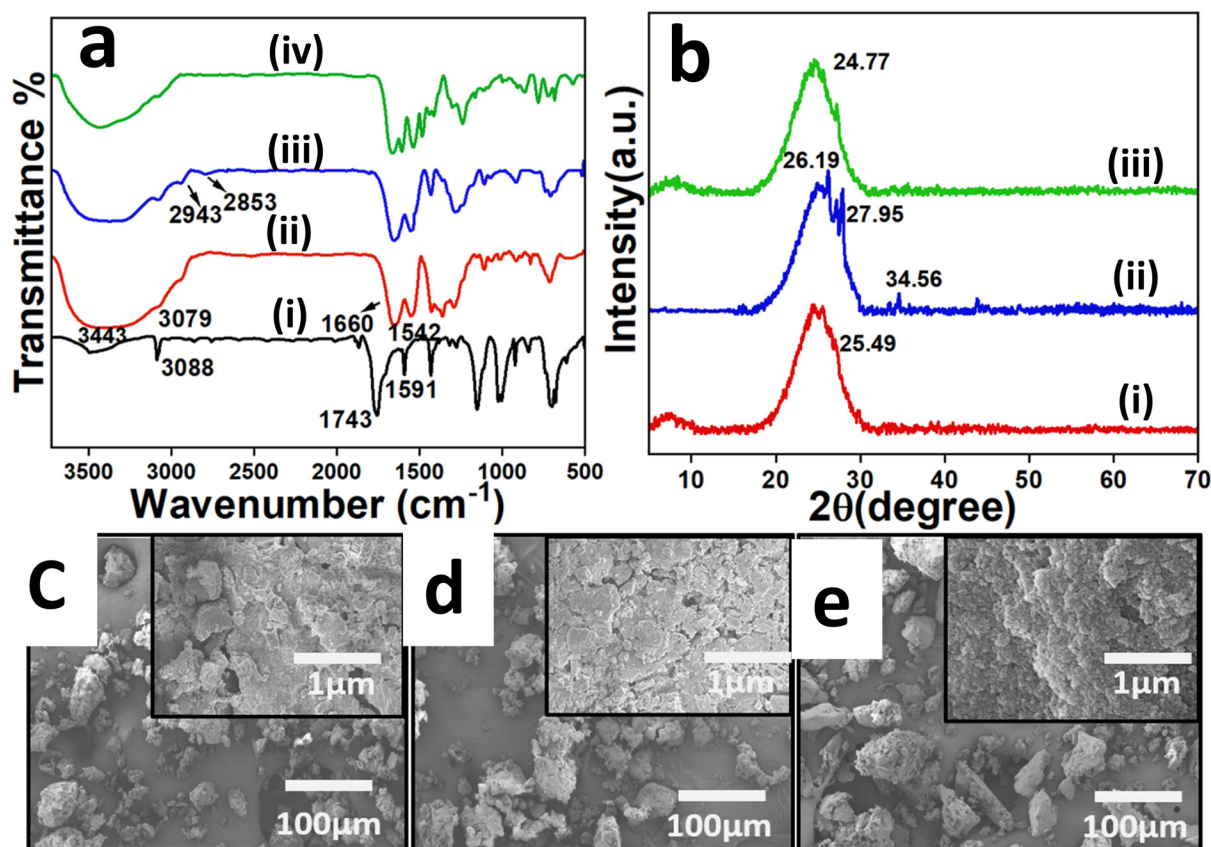 a
(iv)
(iii)
2943
2853
(ii)
3443
3079
3088
(i)
1660
1542
1743
1591
Transmittance %
3500 3000 2500 2000 1500 1000 500
Wavenumber (cm-1)
b
24.77
(iii)
26.19
27.95
34.56
(ii)
25.49
(i)
Intensity(a.u.)
10 20 30 40 50 60 70
2θ(degree)
C
1µm
100µm
d
1µm
100µm
e
1µm
100µm